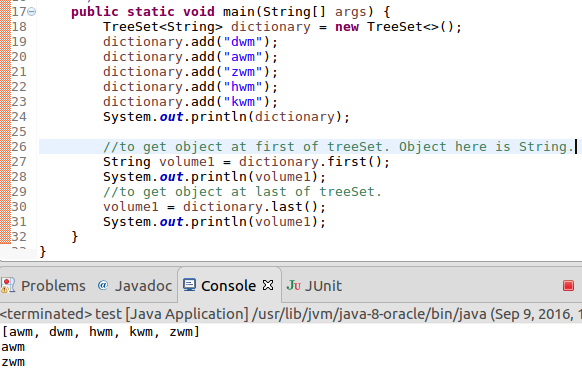 17 public static void main(String[] args) {
18 TreeSet<String> dictionary = new TreeSet<>();
19 dictionary.add("dwm");
20 dictionary.add("awm");
21 dictionary.add("zwm");
22 dictionary.add("hwm");
23 dictionary.add("kwm");
24 System.out.println(dictionary);
25
26 //to get object at first of treeSet. Object here is String.
27 String volume1 = dictionary.first();
28 System.out.println(volume1);
29 //to get object at last of treeSet.
30 volume1 = dictionary.last();
31 System.out.println(volume1);
32 }
33 }
Problems @ Javadoc Console JU JUnit
<terminated> test [Java Application] /usr/lib/jvm/java-8-oracle/bin/java (Sep 9, 2016, 1
[awm, dwm, hwm, kwm, zwm]
awm
zwm